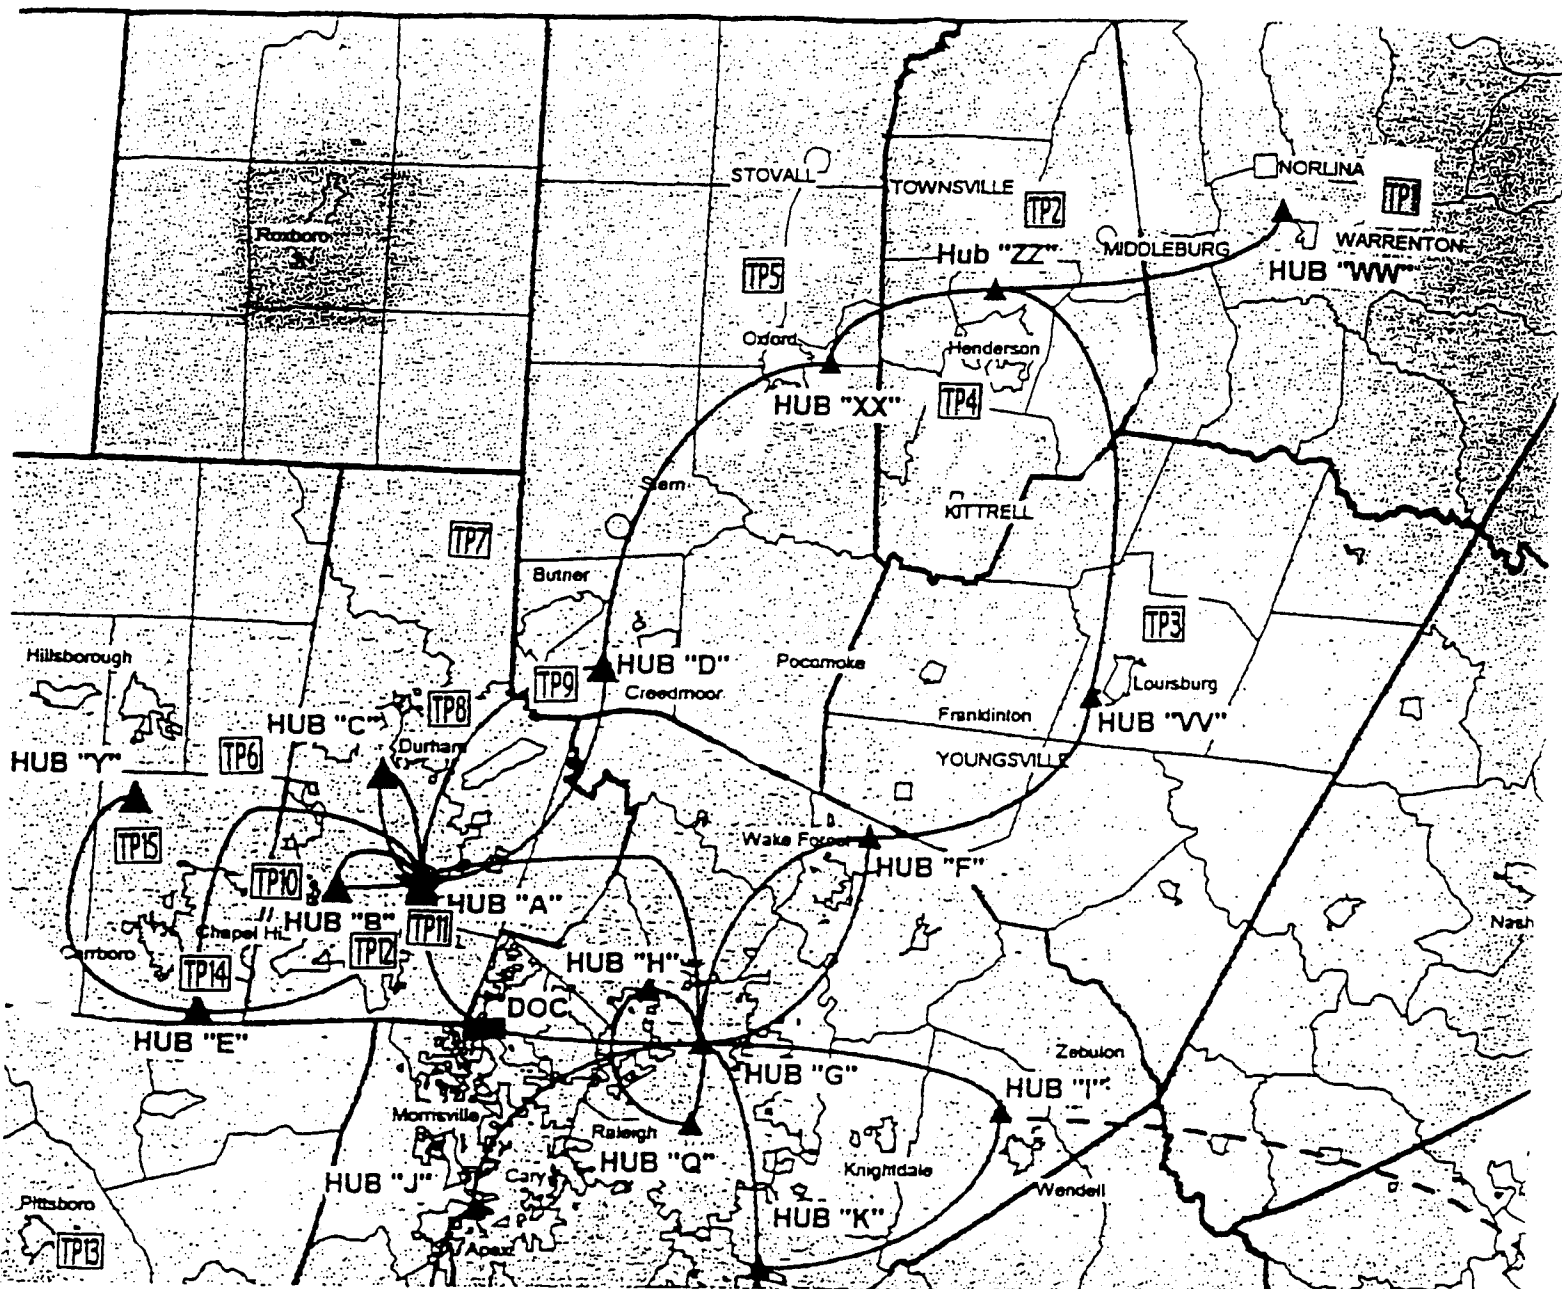 NORLINA
STOVALL
TOWNSVILLE
TP1
TP2
Roxboro
MIDDLEBURG
WARRENTON
Hub "ZZ"
HUB "WW"
TP5
Oxford
Henderson
HUB "XX"
TP4
Stem
KITTRELL
TP7
Butner
TP3
Hillsborough
HUB "D"
Pocomoke
TP9
Creedmoor
Loursburg
TP8
HUB "C"
Franklinton
HUB "VV"
Durham
TP6
HUB "Y"
YOUNGSVILLE
TP15
Wake Forest
HUB "F"
TP10
HUB "A"
HUB "B"
TP11
Chapel Hil
Nash
Carrboro
TP12
TP14
HUB "H"
DOC
HUB "E"
Zebulon
HUB "G"
HUB "I"
Morrisville
Raleigh
HUB "Q"
Knightdale
HUB "J"
Cary
Wendell
Pittsboro
HUB "K"
TP13
Apex